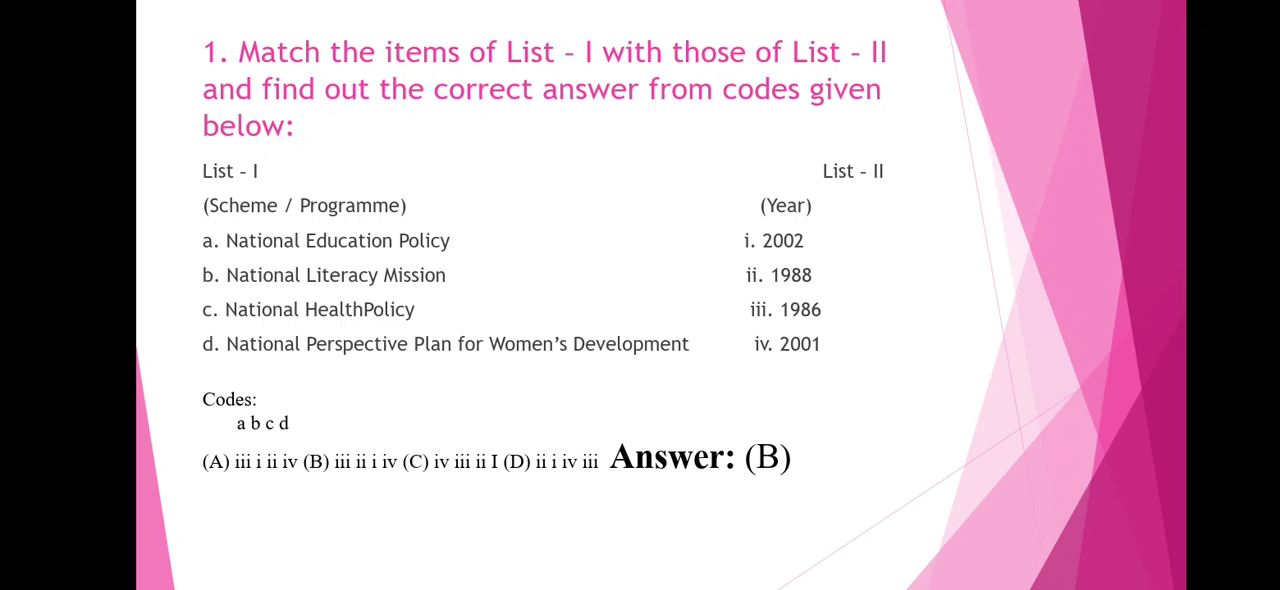 1. Match the items of List – I with those of List – II
and find out the correct answer from codes given
below:
List – I List – II
(Scheme / Programme) (Year)
a. National Education Policy i. 2002
b. National Literacy Mission ii. 1988
c. National HealthPolicy iii. 1986
d. National Perspective Plan for Women’s Development iv. 2001
Codes:
a b c d
(A) iii i ii iv (B) iii ii i iv (C) iv iii ii I (D) ii i iv iii Answer: (B)